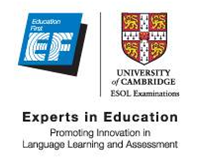 Education
First
EF
UNIVERSITY
OF
CAMBRIDGE
ESOL Examinations
Experts in Education
Promoting Innovation in
Language Learning and Assessment